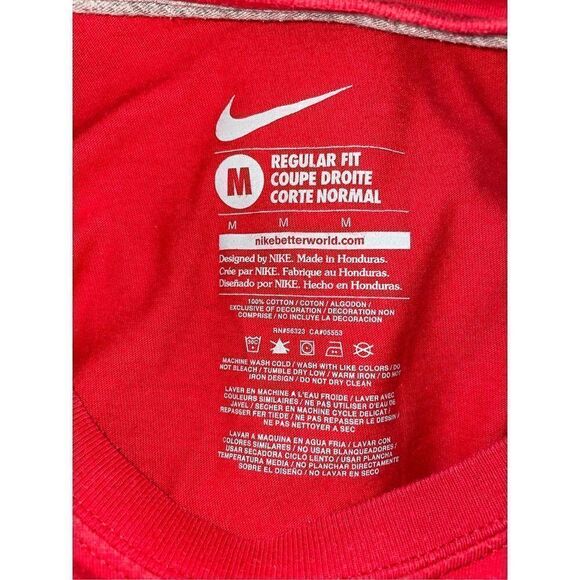 M
REGULAR FIT
COUPE DROITE
CORTE NORMAL
M M M
nikebetterworld.com
Designed by NIKE. Made in Honduras.
Crée par NIKE. Fabrique au Honduras.
Diseñado por NIKE. Hecho en Honduras.
100% COTTON / COTON / ALGODON /
EXCLUSIVE OF DECORATION / DECORATION NON
COMPRISE / NO INCLUYE LA DECORACION
RN#56323 CA#05553
MACHINE WASH COLD / WASH WITH LIKE COLORS / DO
NOT BLEACH / TUMBLE DRY LOW / WARM IRON / DO NOT
IRON DESIGN / DO NOT DRY CLEAN
LAVER EN MACHINE A L'EAU FROIDE / LAVER AVEC
COULEURS SIMILAIRES / NE PAS UTILISER D'EAU DE
JAVEL / SECHER EN MACHINE CYCLE DELICAT /
REPASSER FER TIEDE / NE PAS REPASSER LE DESSIN /
NE PAS NETTOYER A SEC
LAVAR A MAQUINA EN AGUA FRIA / LAVAR CON
COLORES SIMILARES / NO USAR BLANQUEADORES /
USAR SECADORA CICLO LENTO / PLANCHAR CON
TEMPERATURA MEDIA / NO PLANCHAR DIRECTAMENTE
SOBRE EL DISEÑO / NO LAVAR EN SECO